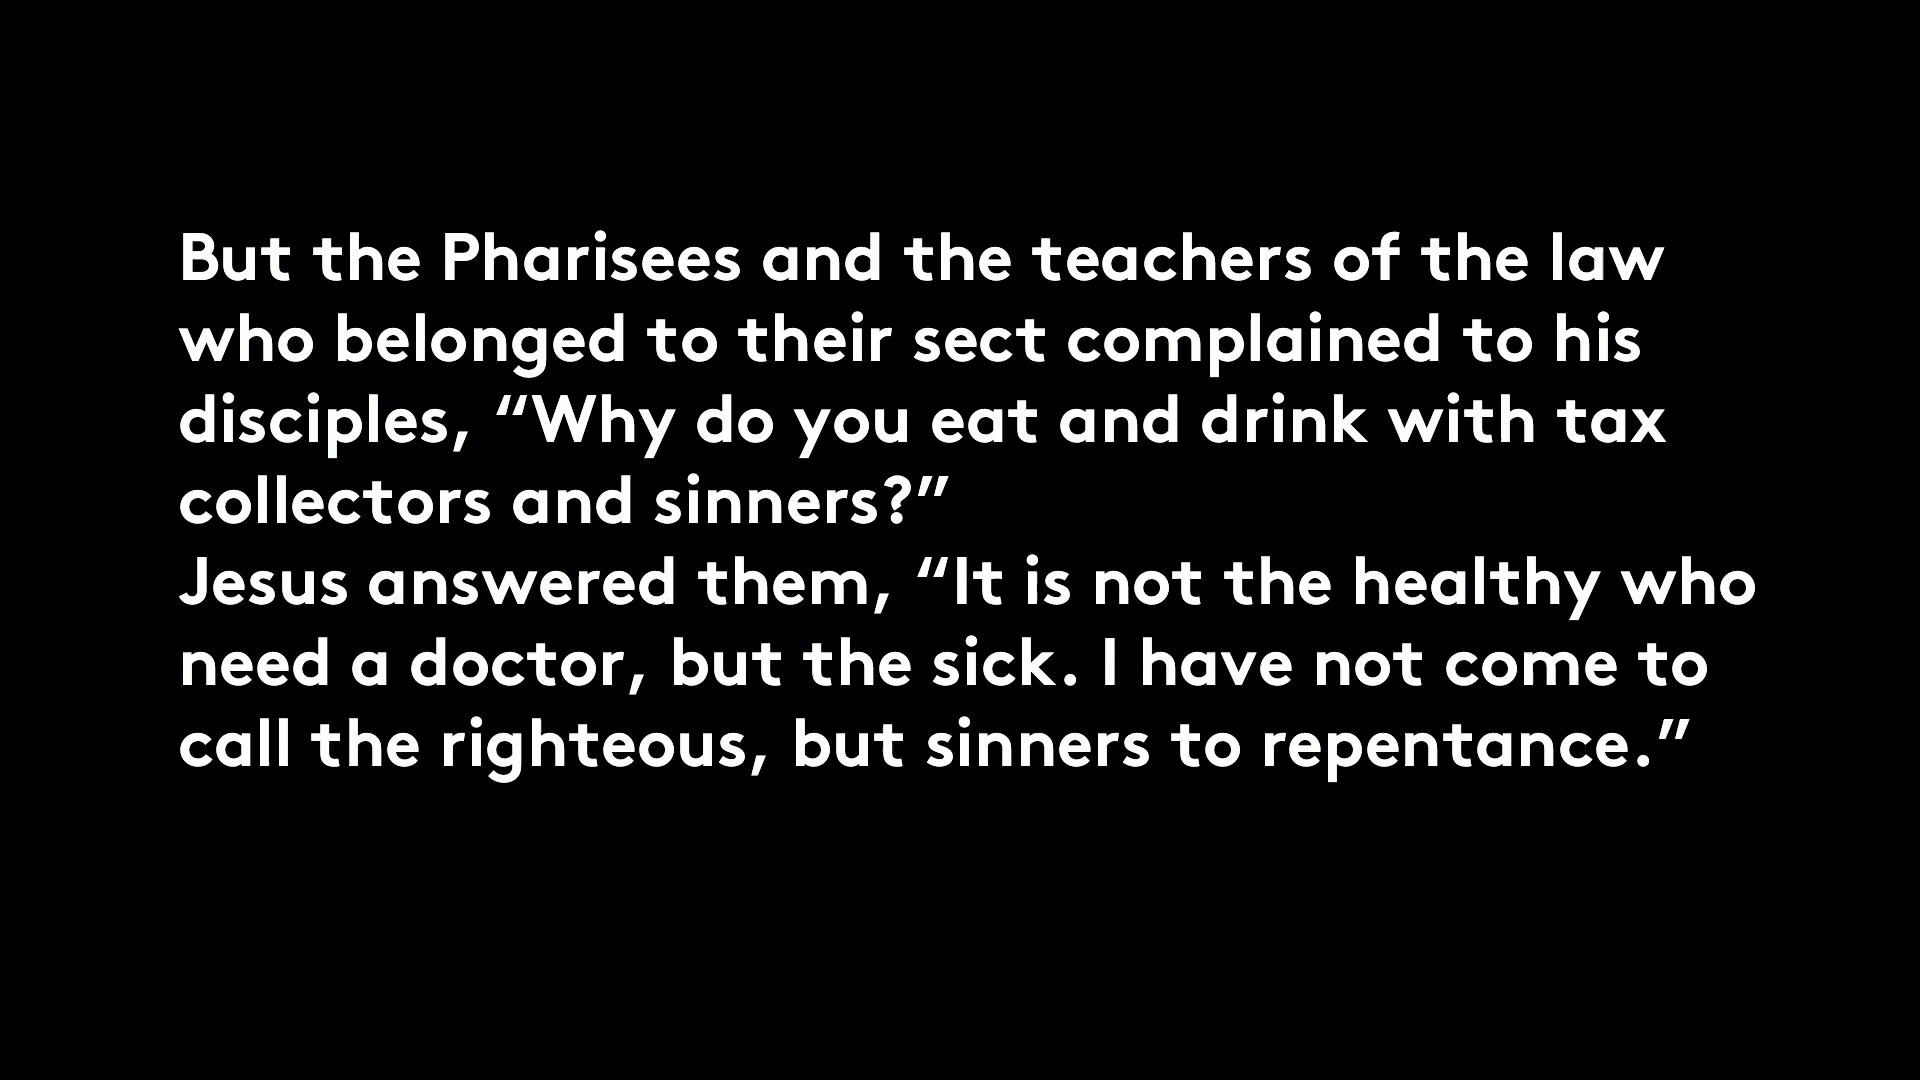 But the Pharisees and the teachers of the law
who belonged to their sect complained to his
disciples, “Why do you eat and drink with tax
collectors and sinners?”
Jesus answered them, “It is not the healthy who
need a doctor, but the sick. I have not come to
call the righteous, but sinners to repentance.”